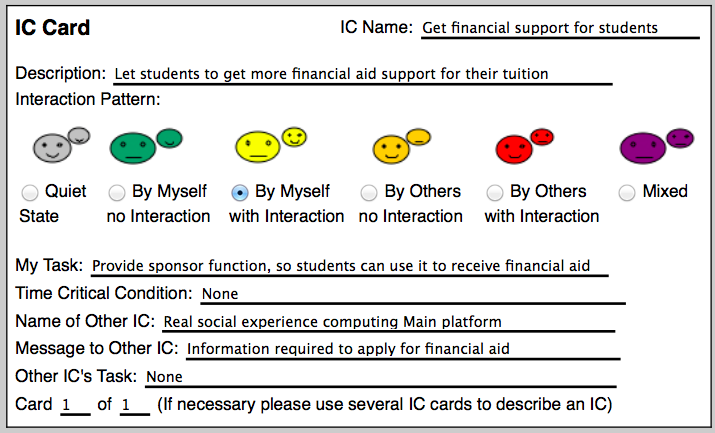 IC Card IC Name: Get financial support for students
Description: Let students to get more financial aid support for their tuition
Interaction Pattern:
Quiet By Myself By Myself By Others By Others Mixed
State no Interaction with Interaction no Interaction with Interaction
My Task: Provide sponsor function, so students can use it to receive financial aid
Time Critical Condition: None
Name of Other IC: Real social experience computing Main platform
Message to Other IC: Information required to apply for financial aid
Other IC's Task: None
Card 1 of 1 (If necessary please use several IC cards to describe an IC)